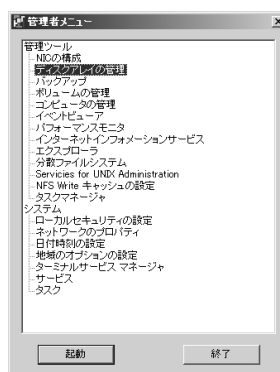 管理者メニュー
管理ツール
NICの構成
ディスクアレイの管理
バックアップ
ボリュームの管理
コンピュータの管理
イベントビューア
パフォーマンスモニタ
インターネットインフォメーションサービス
エクスプローラ
分散ファイルシステム
Servicies for UNIX Administration
NFS Write キャッシュの設定
タスクマネージャ
システム
ローカルセキュリティの設定
ネットワークのプロパティ
日付時刻の設定
地域のオプションの設定
ターミナルサービス マネージャ
サービス
タスク
起動 終了